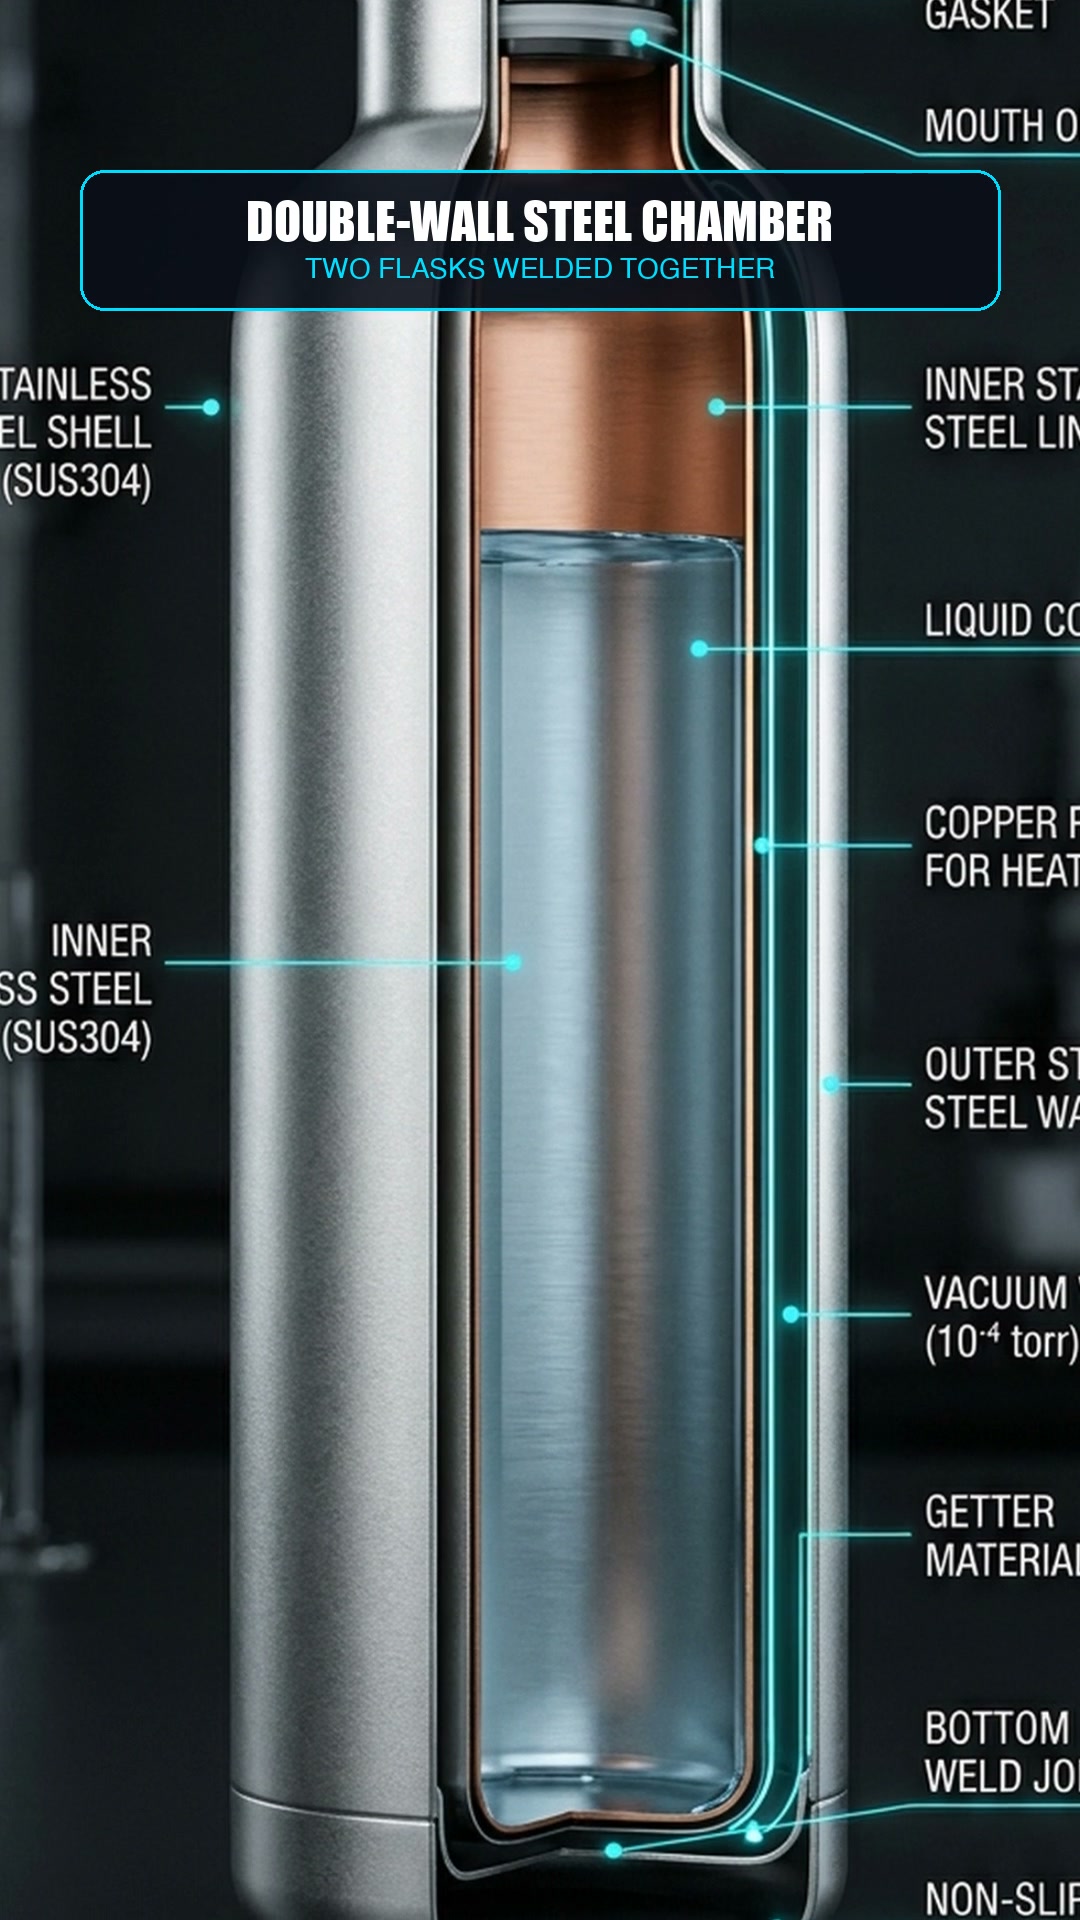 GASKET
MOUTH O
DOUBLE-WALL STEEL CHAMBER
TWO FLASKS WELDED TOGETHER
TAINLESS
EL SHELL
(SUS304)
INNER STA
STEEL LIN
LIQUID CO
COPPER
FOR HEAT
INNER
SS STEEL
(SUS304)
OUTER ST
STEEL WA
VACUUM
(10⁻⁴ torr)
GETTER
MATERIAL
BOTTOM
WELD JO
NON-SLIP